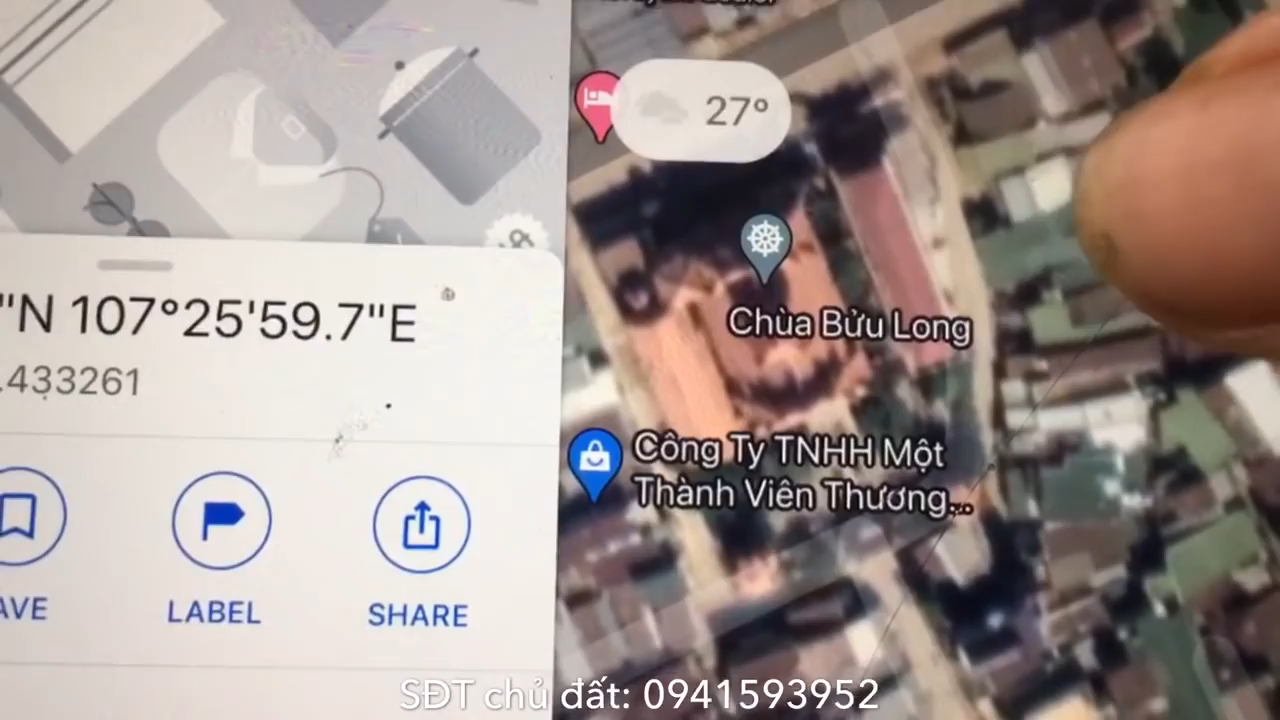 "N 107°25'59.7"E
.433261
AVE
LABEL
SHARE
27°
Chùa Bửu Long
Công Ty TNHH Một
Thành Viên Thương...
SĐT chủ đất: 0941593952